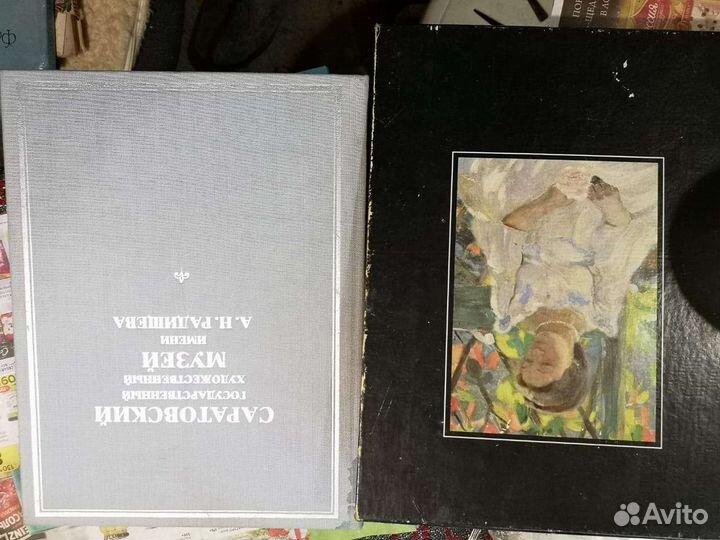 САРАТОВСКИЙ
ГОСУДАРСТВЕННЫЙ
ХУДОЖЕСТВЕННЫЙ
МУЗЕЙ
ИМЕНИ
А. Н. РАДИЩЕВА
Avito